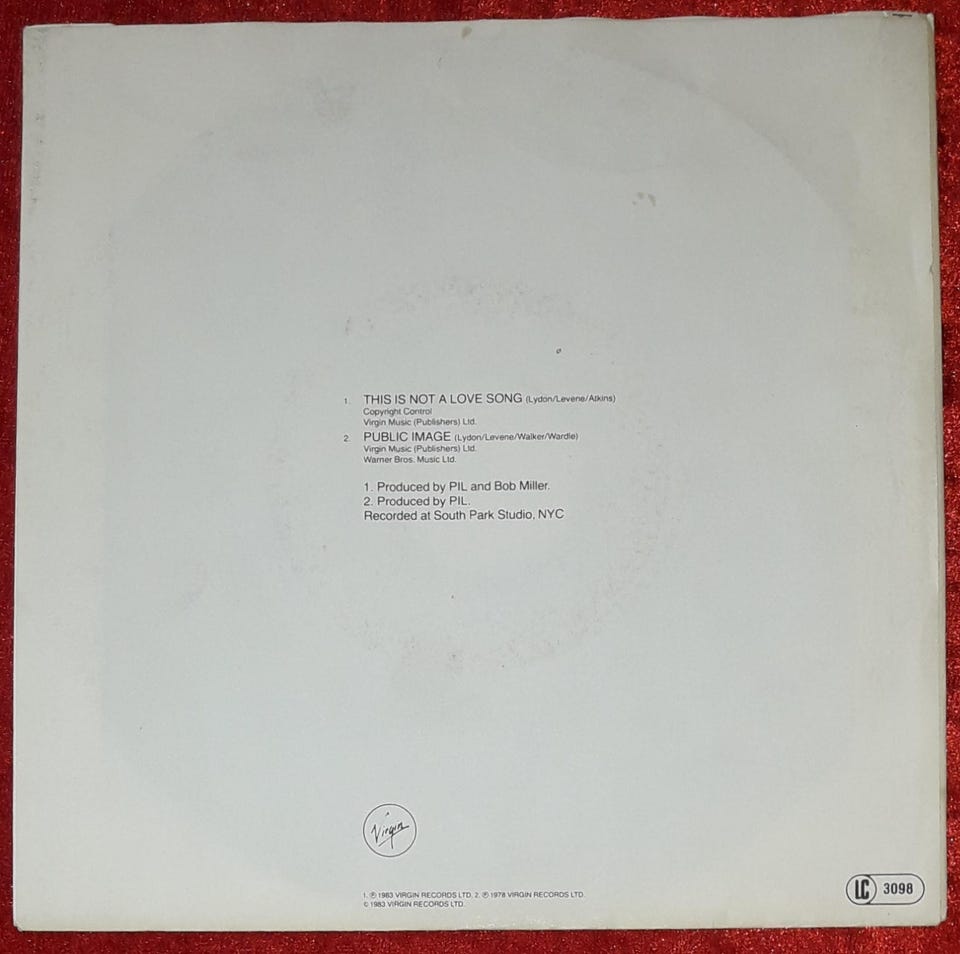 1. THIS IS NOT A LOVE SONG (Lydon/Levene/Atkins)
Copyright Control
Virgin Music (Publishers) Ltd.
2. PUBLIC IMAGE (Lydon/Levene/Walker/Wardle)
Virgin Music (Publishers) Ltd.
Warner Bros. Music Ltd.
1. Produced by PIL and Bob Miller.
2. Produced by PIL.
Recorded at South Park Studio, NYC
Virgin
1. ℗ 1983 VIRGIN RECORDS LTD. 2. ℗ 1978 VIRGIN RECORDS LTD.
© 1983 VIRGIN RECORDS LTD.
LC 3098